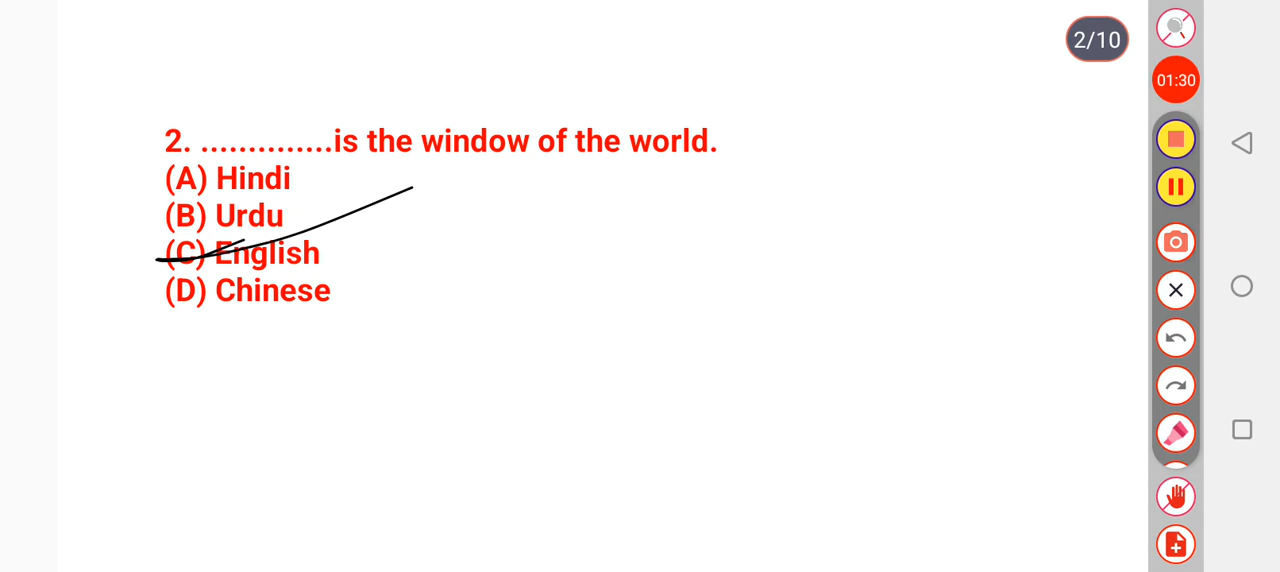 2/10
01:30
2. ..............is the window of the world.
(A) Hindi
(B) Urdu
(C) English
(D) Chinese